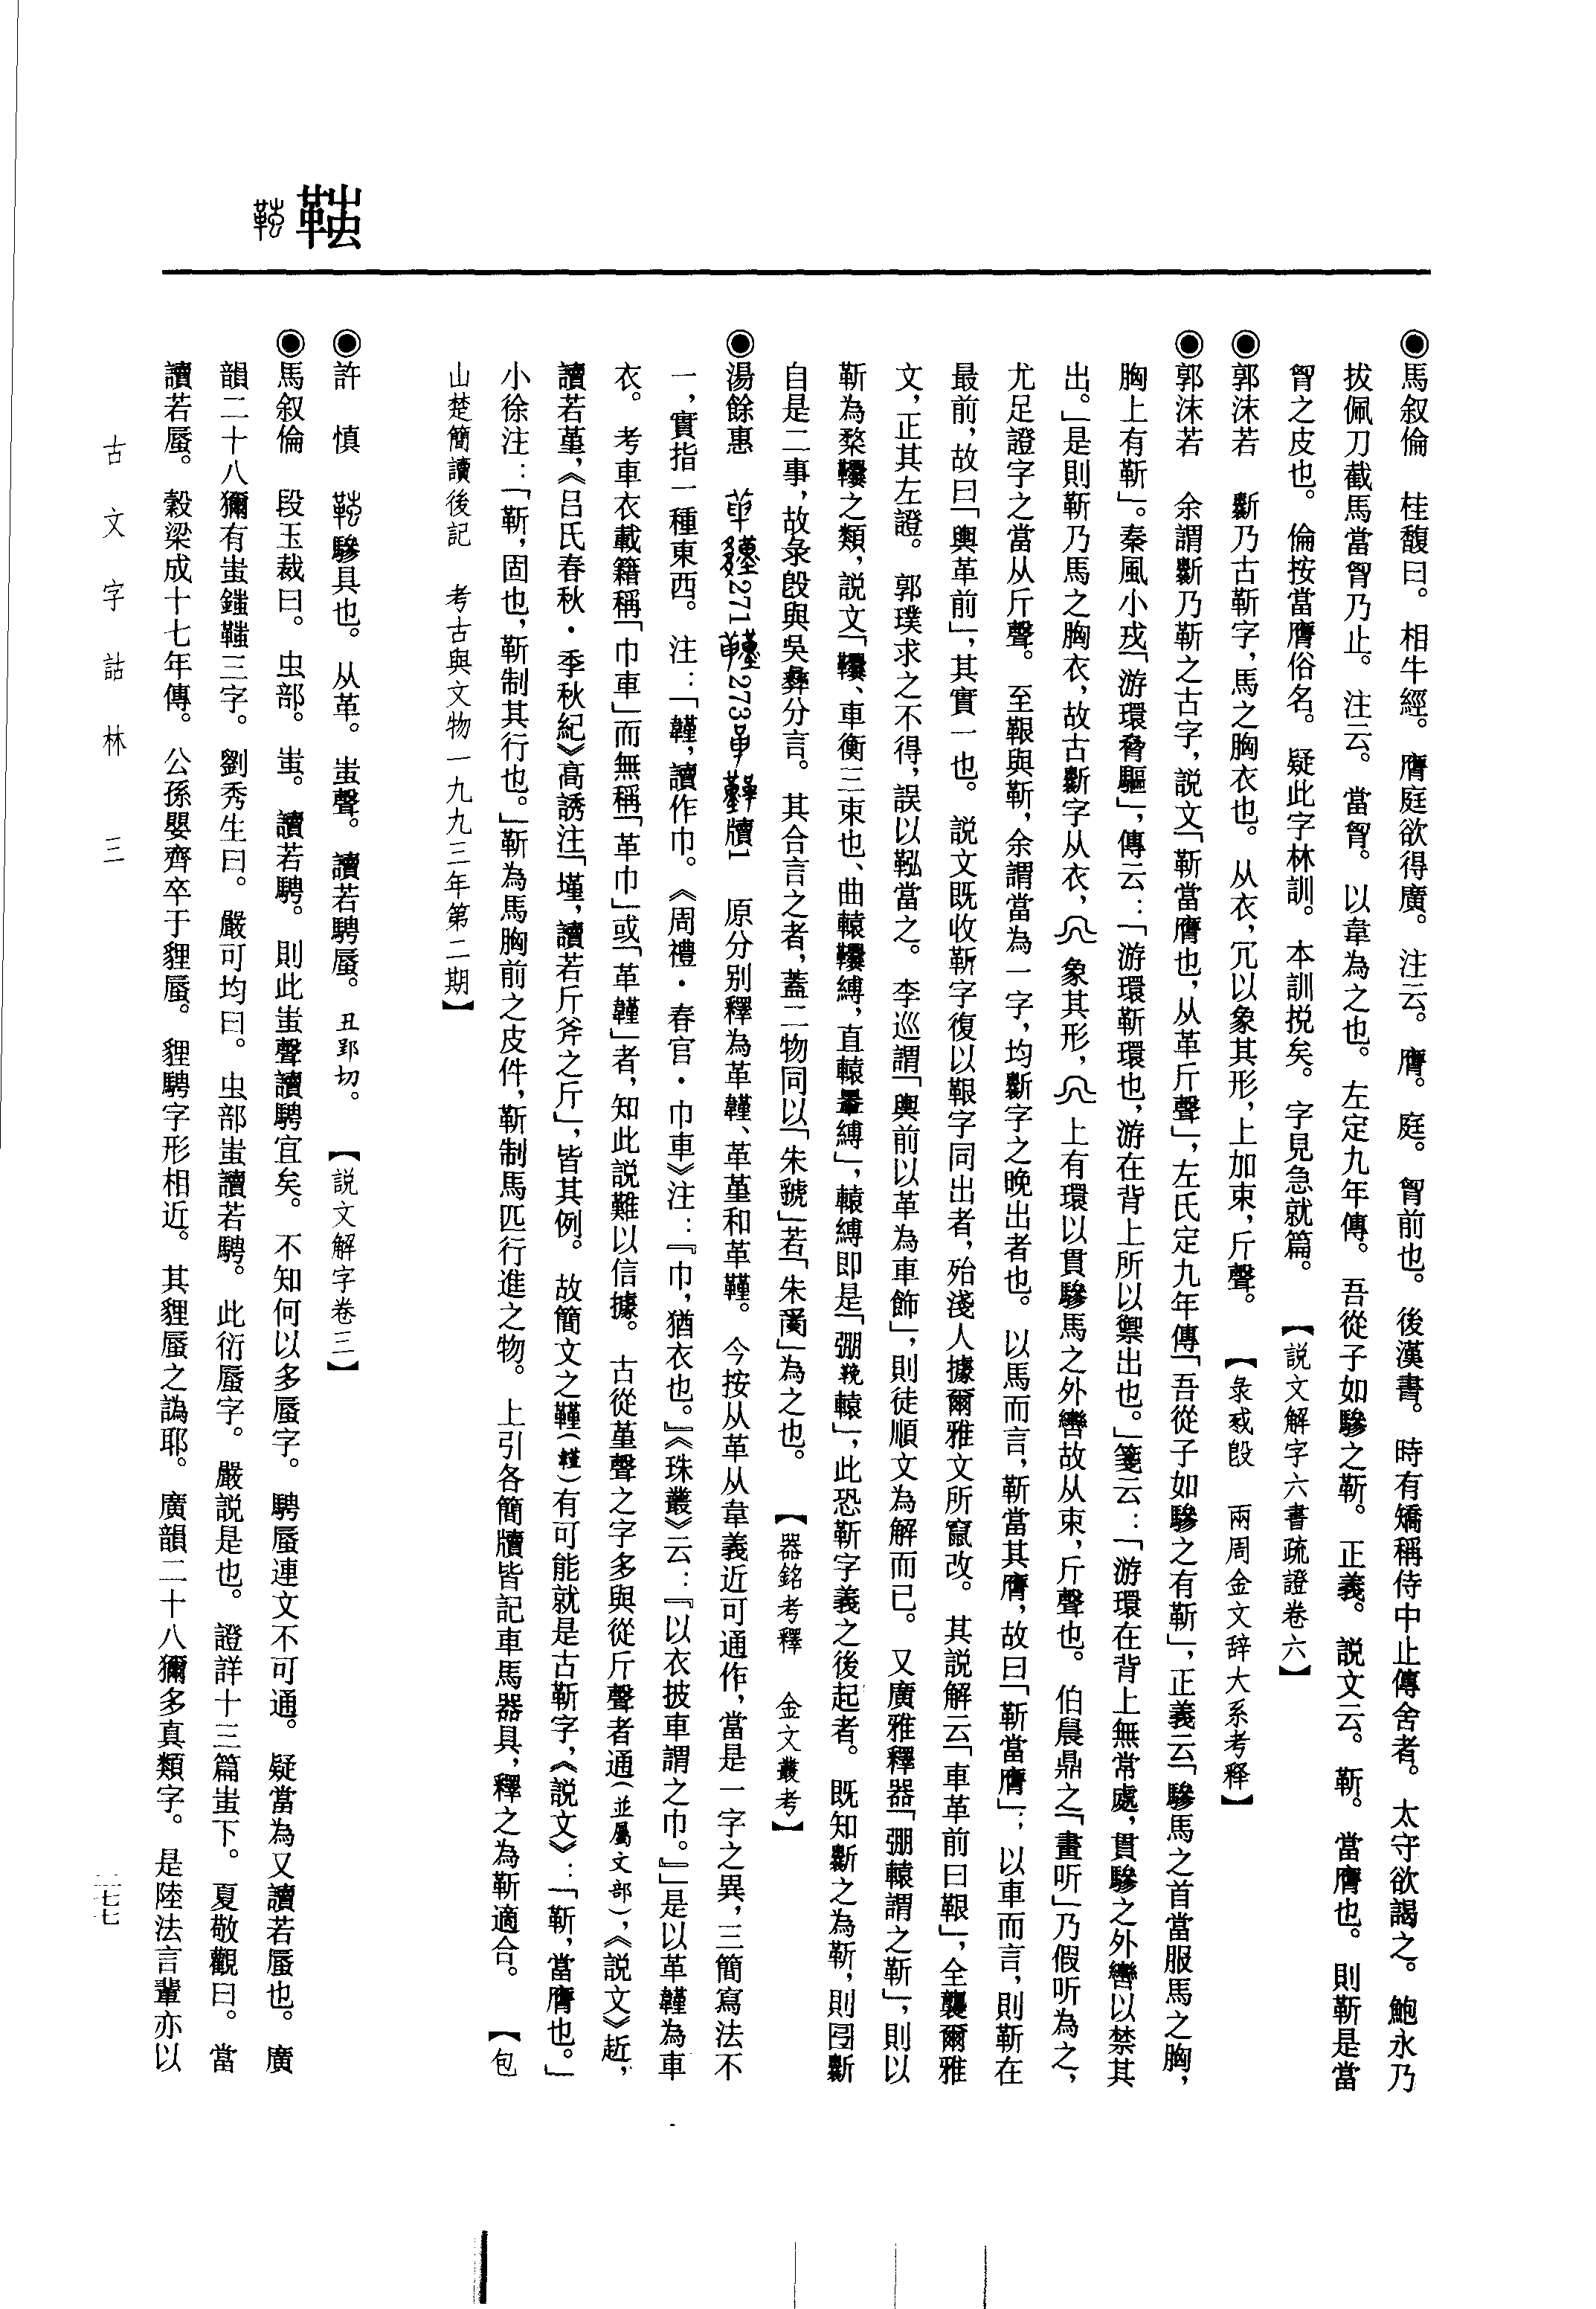 ◉馬叙倫　桂馥曰。相牛經。膺庭欲得廣。注云。膺。庭。胷前也。後漢書。時有矯稱侍中止傳舍者。太守欲謁之。鮑永乃
拔佩刀截馬當胷乃止。注云。當胷。以韋為之也。左定九年傳。吾從子如驂之靳。正義。説文云。靳。當膺也。則靳是當
胷之皮也。倫按當膺俗名。疑此字林訓。本訓捝矣。字見急就篇。【説文解字六書疏證卷六】
◉郭沫若　乃古靳字，馬之胸衣也。从衣，冗以象其形，上加束，斤聲。【彔㦰𣪘　兩周金文辞大系考释】
◉郭沫若　余謂乃靳之古字，説文「靳當膺也，从革斤聲」，左氏定九年傳「吾從子如驂之有靳」，正義云「驂馬之首當服馬之胸，
胸上有靳」。秦風小戎「游環脅驅」，傳云：「游環靳環也，游在背上所以禦出也。」箋云：「游環在背上無常處，貫驂之外轡以禁其
出。」是則靳乃馬之胸衣，故古字从衣，象其形，上有環以貫驂馬之外轡故从束，斤聲也。伯晨鼎之「畫听」乃假听為之，
尤足證字之當从斤聲。至鞎與靳，余謂當為一字，均字之晚出者也。以馬而言，靳當其膺，故曰「靳當膺」；以車而言，則靳在
最前，故曰「輿革前」，其實一也。説文既收靳字復以鞎字同出者，殆淺人據爾雅文所竄改。其説解云「車革前曰鞎」，全襲爾雅
文，正其左證。郭璞求之不得，誤以鞃當之。李巡謂「輿前以革為車飾」，則徒順文為解而已。又廣雅釋器「弸轅謂之靳」，則以
靳為楘之類，説文「、車衡三束也、曲轅縛，直轅縛」，轅縛即是「弸轅」，此恐靳字義之後起者。既知之為靳，則
自是二事，故彔𣪘與吳彝分言。其合言之者，蓋二物同以「朱虢」若「朱」為之也。【器銘考釋　金文叢考】
◉湯餘惠　271 273 牘1　原分別釋為革韄、革堇和革鞰。今按从革从韋義近可通作，當是一字之異，三簡寫法不
一，實指一種東西。注：「，讀作巾。《周禮·春官·巾車》注：『巾，猶衣也。』《珠叢》云：『以衣披車謂之巾。』」是以革為車
衣。考車衣載籍稱「巾車」而無稱「革巾」或「革」者，知此説難以信據。古從堇聲之字多與從斤聲者通（並屬文部），《説文》赾，
讀若堇，《吕氏春秋·季秋紀》高誘注「墐，讀若斤斧之斤」，皆其例。故簡文之有可能就是古靳字，《説文》：「靳，當膺也。」
小徐注：「靳，固也，靳制其行也。」靳為馬胸前之皮件，靳制馬匹行進之物。上引各簡牘皆記車馬器具，釋之為靳適合。【包
山楚簡讀後記　考古與文物一九九三年第二期】
◉許　慎　驂具也。从革。蚩聲。讀若騁蜃。丑郢切。【説文解字卷三】
◉馬叙倫　段玉裁曰。虫部。蚩。讀若騁。則此蚩聲讀騁宜矣。不知何以多蜃字。騁蜃連文不可通。疑當為又讀若蜃也。廣
韻二十八獮有蚩三字。劉秀生曰。嚴可均曰。虫部蚩讀若騁。此衍蜃字。嚴説是也。證詳十三篇蚩下。夏敬觀曰。當
讀若蜃。穀梁成十七年傳。公孫嬰齊卒于貍蜃。貍騁字形相近。其貍蜃之譌耶。廣韻二十八獮多真類字。是陸法言輩亦以
古文字詁林　三
二七七